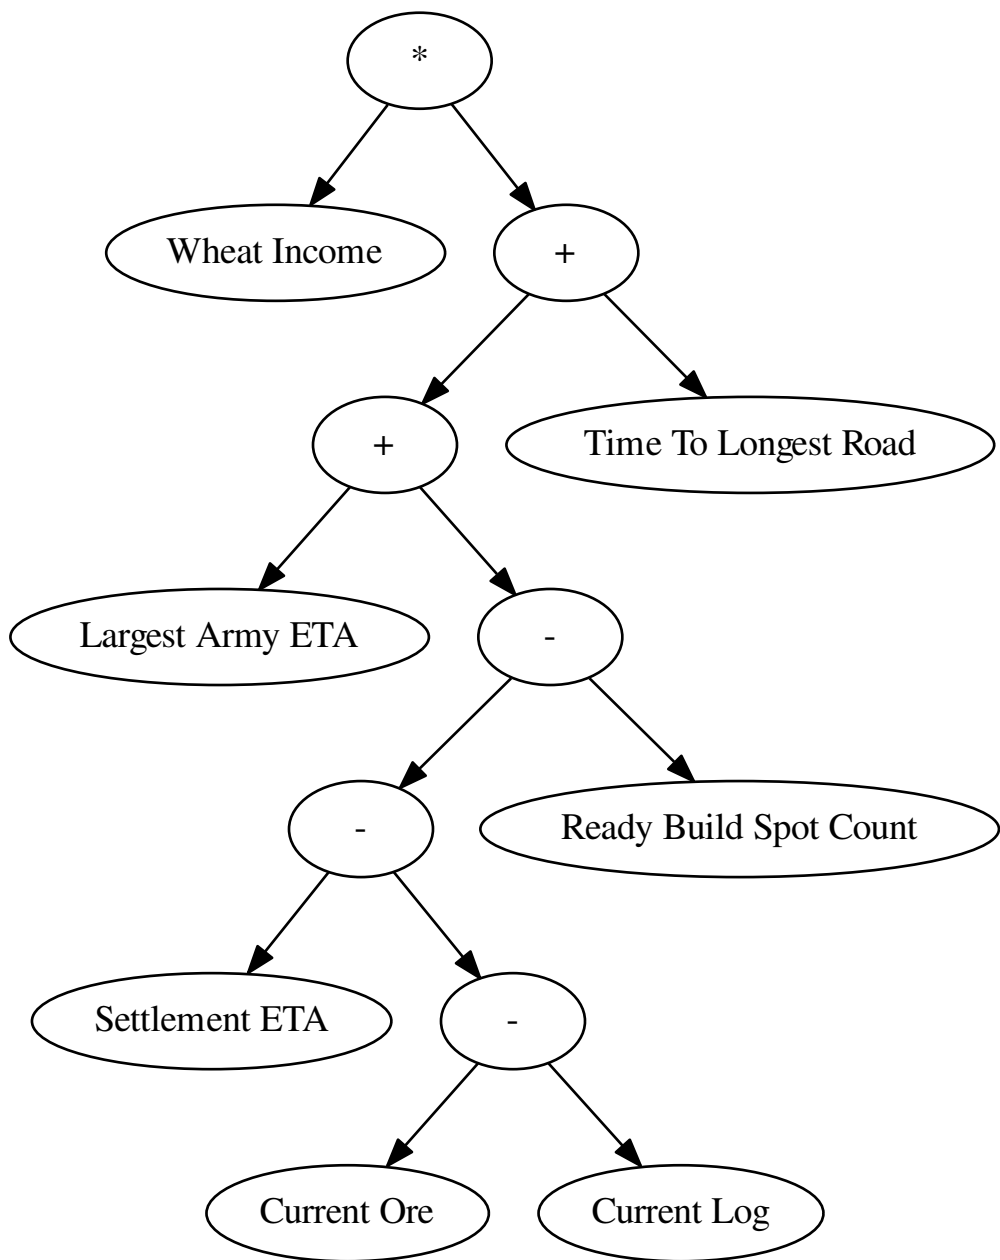 *
Wheat Income
+
+
Time To Longest Road
Largest Army ETA
-
-
Ready Build Spot Count
Settlement ETA
-
Current Ore
Current Log